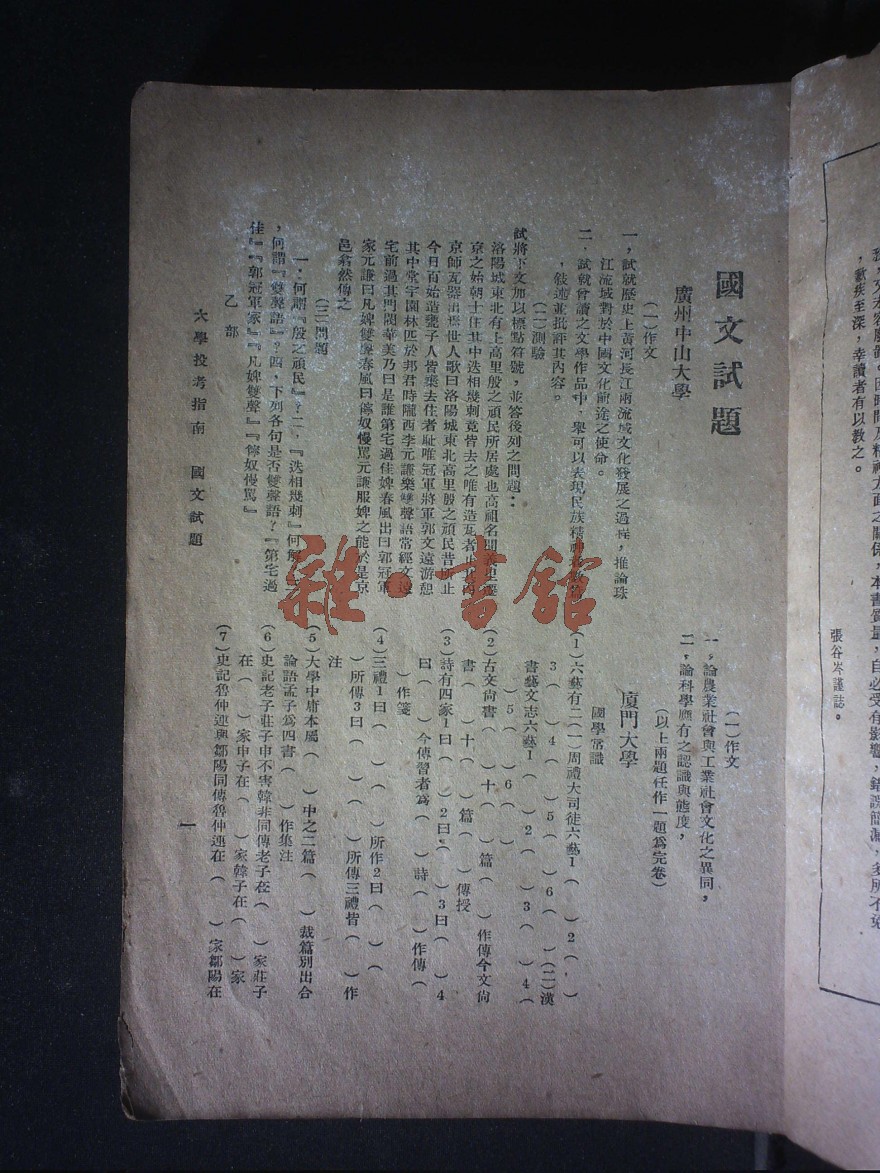 國文試題
廣州中山大學
(一)作文
一,試就歷史上黃河長江兩流域文化發展之過程,推論珠
江流域對於中國文化前途之使命。
二.試就曾讀之文學作品中,舉可以表現民族精神
,敍述並批評其內容。
(二)測驗
試將下文加以標點符號,並答後列之問題::
洛陽城東北有上高里殷之頑民所居處也高祖名聞義里遷
京之始朝士住其中迭相幾刺竟皆去之唯有造瓦者止其內
京師瓦器出焉世人歌曰洛陽城東北上高里殷之頑民昔所止
今日百姓造甕子人皆棄去住者耻唯冠軍將軍郭文遠游憩
其中堂宇園林匹於邦君時隴西李元謙樂雙聲語常經文遠
宅前過其門閥華美乃曰是誰第宅過佳婢春風出曰郭冠軍
家元謙曰凡婢雙聲春風曰儜奴慢罵元謙服婢之能於是京
邑翕然傳之
(三)問題
一.何謂『殷之頑民』?二.『迭相幾刺』何解
,何謂『雙聲語』?四,下列各句是否雙聲語?『第宅過
佳』『郭冠軍家』『凡婢雙聲』『儜奴慢罵』
乙 部
(一)作文
一,論農業社會與工業社會文化之異同,
二,論科學應有之認識與態度,
(以上兩題任作一題爲完卷)
廈門大學
國學常識
(1)六藝有二(一)周禮大司徒六藝1( )2( )
3( )4( )5( )6( )(二)漢
書藝文志六藝1( )2( )3( )4(
)5( )6( )
(2)古文尚書( )十( )篇( )作傳今文尚
書( )十( )篇( )傳授
(3)詩有四家1曰( )2曰( )3曰( )4
曰( )今傳習者爲( )詩( )作傳(
)作箋
(4)三禮1曰( )( )所作2曰( )(
)所傳3曰( )( )所傳三禮皆( )作
注
(5)大學中庸本屬( )中之二篇( )裁篇別出合
論語孟子爲四書( )作集注
(6)史記老子莊子申不害韓非同傳老子在( )家莊子
在( )家申子在( )家韓子在( )家
(7)史記魯仲連與鄒陽同傳魯仲連在( )家鄒陽在
大學投考指南 國文試題
一
,數疾至深,幸讀者有以教之。
張谷岑謹誌。
雜·書館